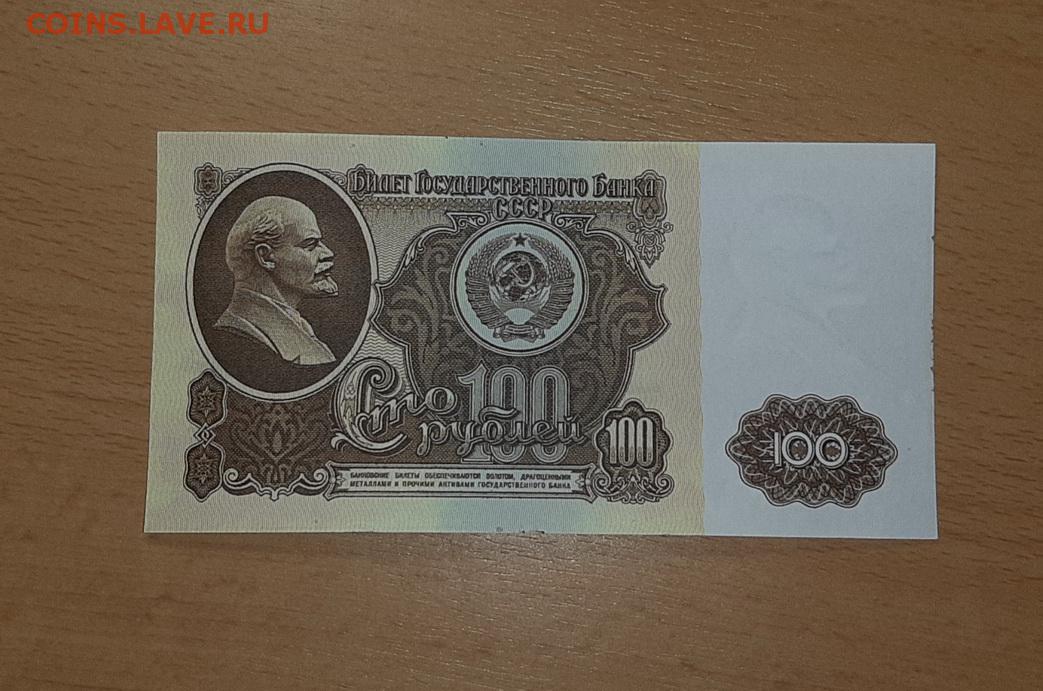 COINS.LAVE.RU
Билет Государственного Банка
СССР
Сто 100 рублей
100
100
БАНКОВСКИЕ БИЛЕТЫ ОБЕСПЕЧИВАЮТСЯ ЗОЛОТОМ, ДРАГОЦЕННЫМИ
МЕТАЛЛАМИ И ПРОЧИМИ АКТИВАМИ ГОСУДАРСТВЕННОГО БАНКА